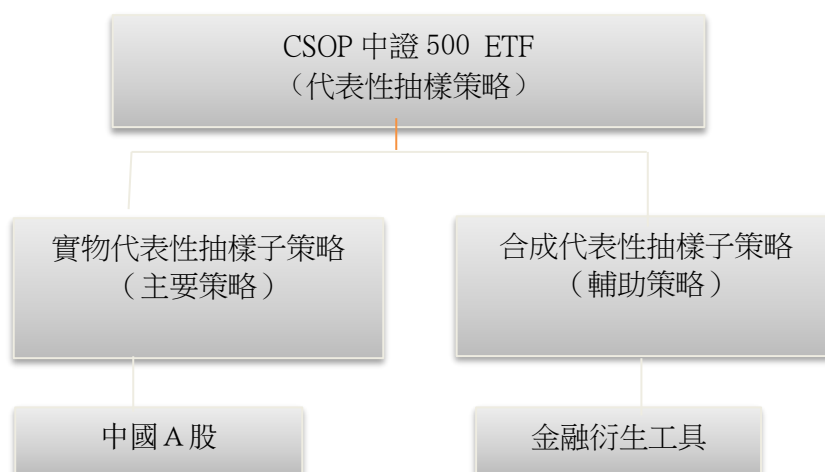 CSOP 中證 500 ETF
（代表性抽樣策略）
實物代表性抽樣子策略
（主要策略）
合成代表性抽樣子策略
（輔助策略）
中國 A 股
金融衍生工具